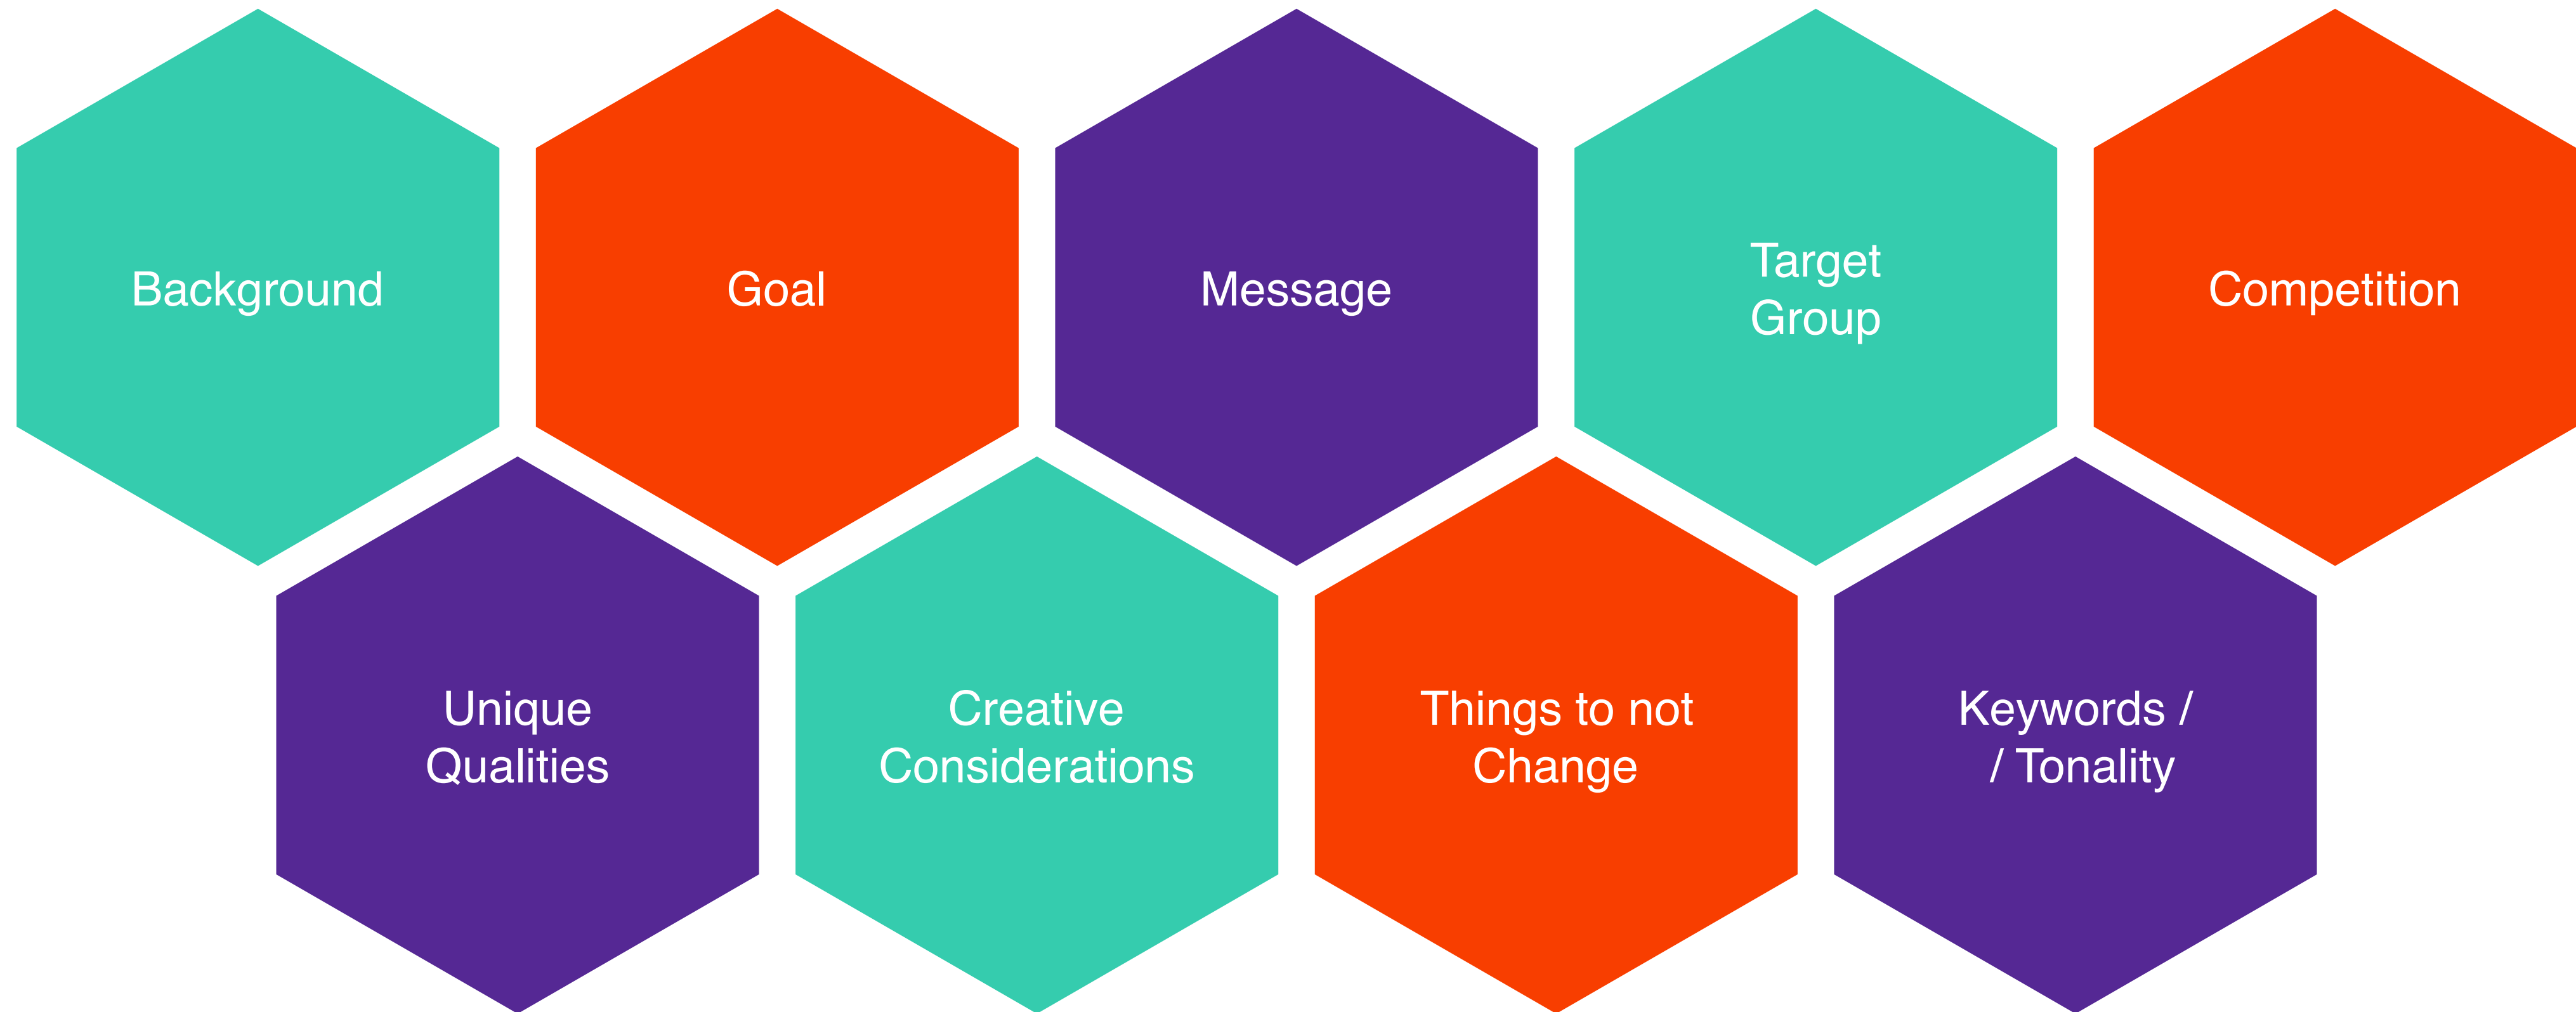 Background
Goal
Message
Target
Group
Competition
Unique
Qualities
Creative
Considerations
Things to not
Change
Keywords /
/ Tonality